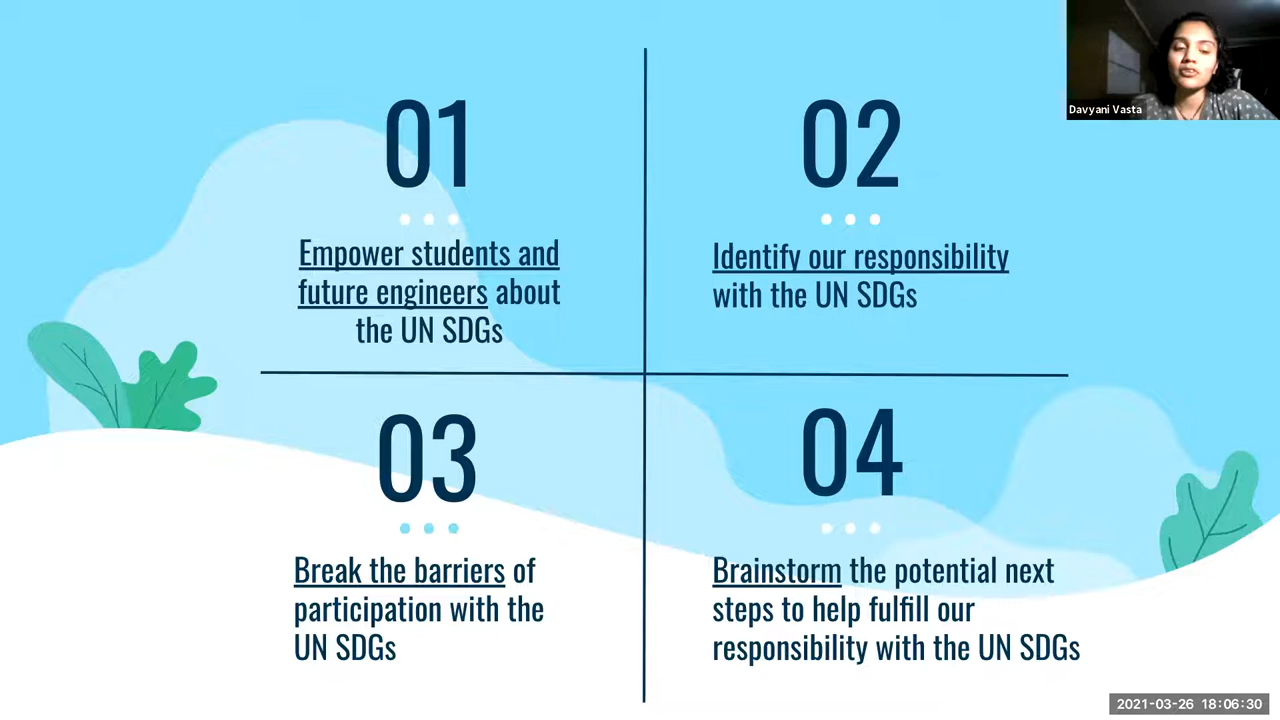 01
Empower students and
future engineers about
the UN SDGs
02
Identify our responsibility
with the UN SDGs
03
Break the barriers of
participation with the
UN SDGs
04
Brainstorm the potential next
steps to help fulfill our
responsibility with the UN SDGs
Davyani Vasta
2021-03-26 18:06:30